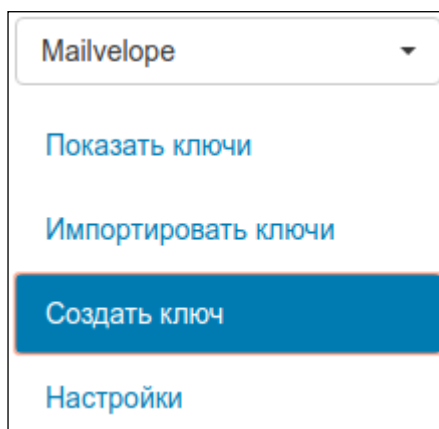 Mailvelope
Показать ключи
Импортировать ключи
Создать ключ
Настройки